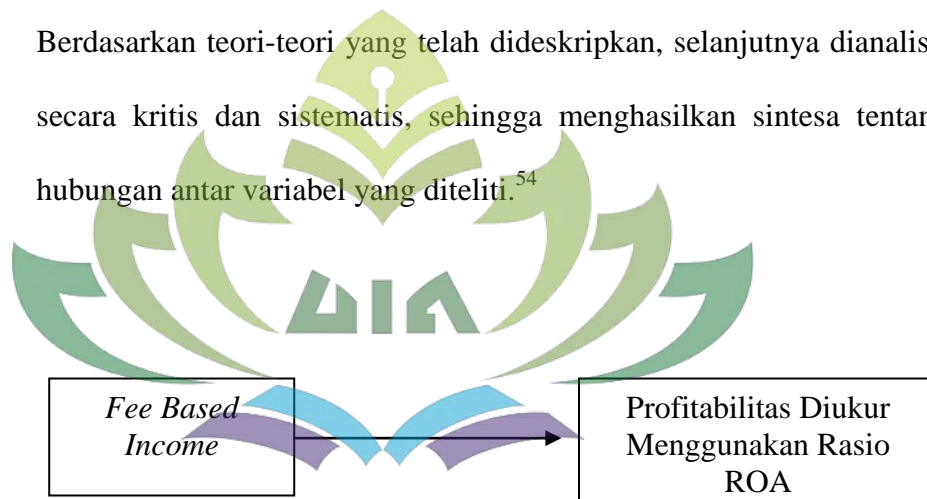 Berdasarkan teori-teori yang telah dideskripkan, selanjutnya dianalis
secara kritis dan sistematis, sehingga menghasilkan sintesa tentan
hubungan antar variabel yang diteliti.54
UIN
Fee Based
Income
Profitabilitas Diukur
Menggunakan Rasio
ROA